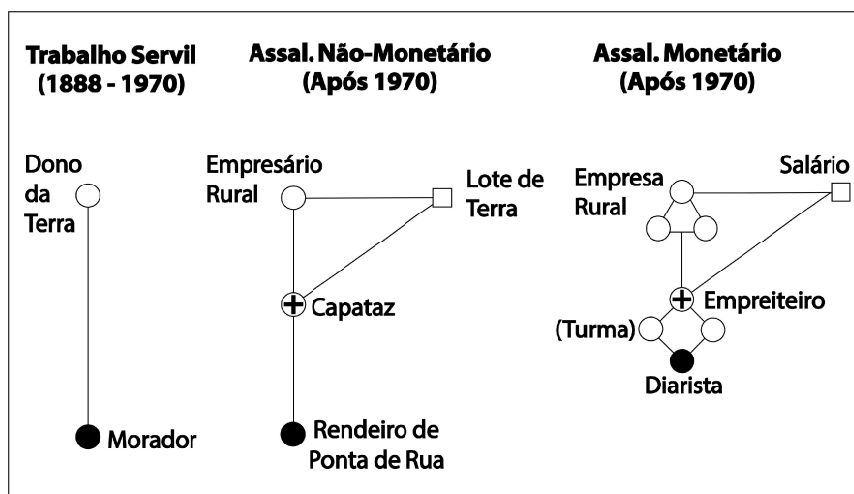 Trabalho Servil
(1888 - 1970)
Assal. Não-Monetário
(Após 1970)
Assal. Monetário
(Após 1970)
Dono
da
Terra
Morador
Empresário
Rural
Lote de
Terra
Capataz
Rendeiro de
Ponta de Rua
Empresa
Rural
Salário
Empreiteiro
(Turma)
Diarista